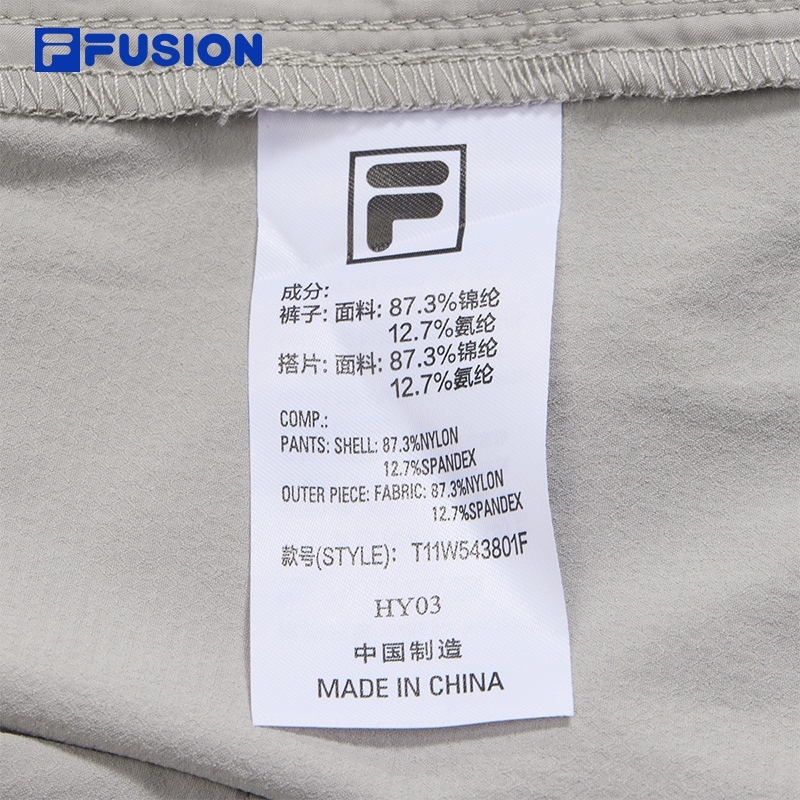 FUSION
成分:
裤子: 面料: 87.3%锦纶
12.7%氨纶
搭片: 面料: 87.3%锦纶
12.7%氨纶
COMP.:
PANTS: SHELL: 87.3%NYLON
12.7%SPANDEX
OUTER PIECE: FABRIC: 87.3%NYLON
12.7%SPANDEX
款号(STYLE): T11W543801F
HY03
中国制造
MADE IN CHINA